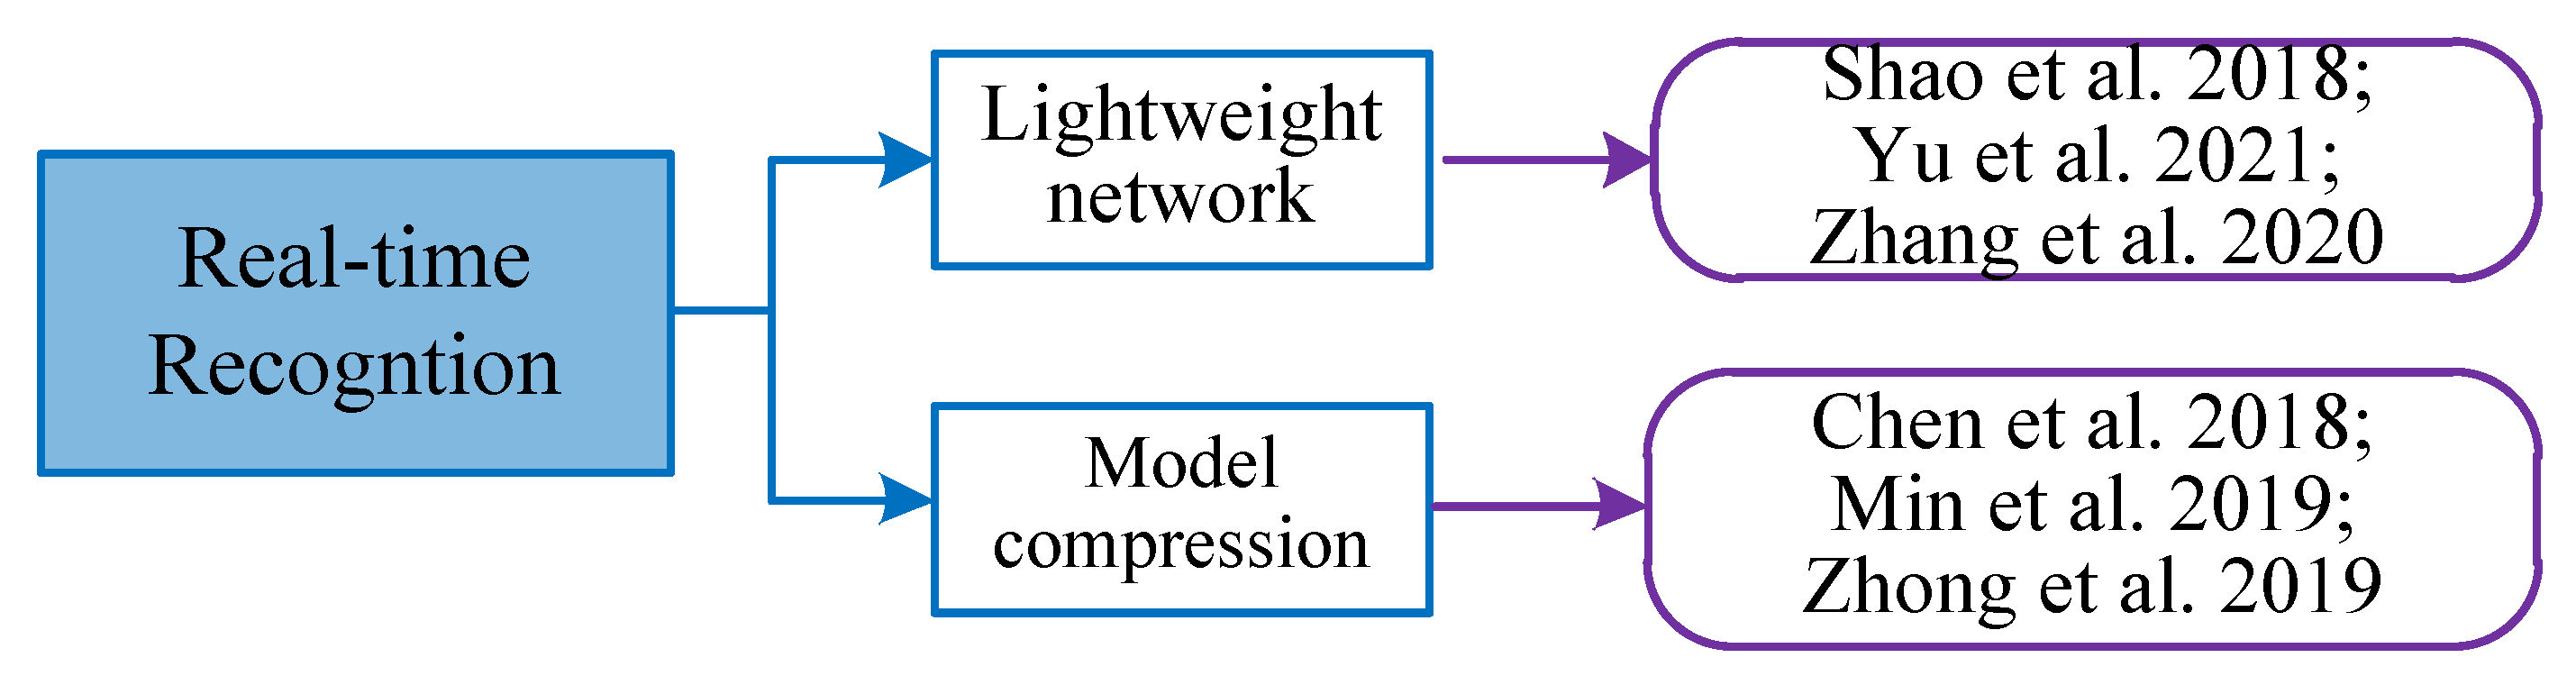 Real-time
Recogntion
Lightweight
network
Shao et al. 2018;
Yu et al. 2021;
Zhang et al. 2020
Model
compression
Chen et al. 2018;
Min et al. 2019;
Zhong et al. 2019